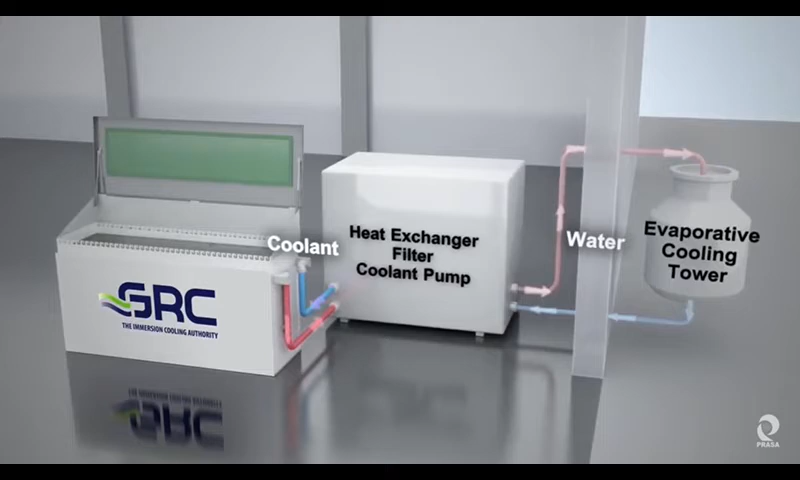 Coolant
Heat Exchanger
Filter
Coolant Pump
Water
Evaporative
Cooling
Tower
GRC
THE IMMERSION COOLING AUTHORITY
PRASA